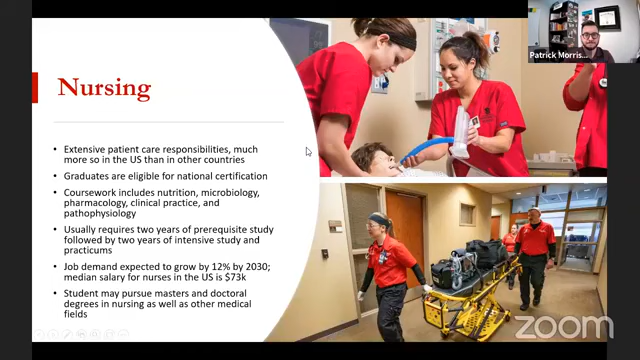 Patrick Morris...
Nursing
• Extensive patient care responsibilities, much
more so in the US than in other countries
• Graduates are eligible for national certification
• Coursework includes nutrition, microbiology,
pharmacology, clinical practice, and
pathophysiology
• Usually requires two years of prerequisite study
followed by two years of intensive study and
practicums
• Job demand expected to grow by 12% by 2030;
median salary for nurses in the US is $73k
• Student may pursue masters and doctoral
degrees in nursing as well as other medical
fields
zoom